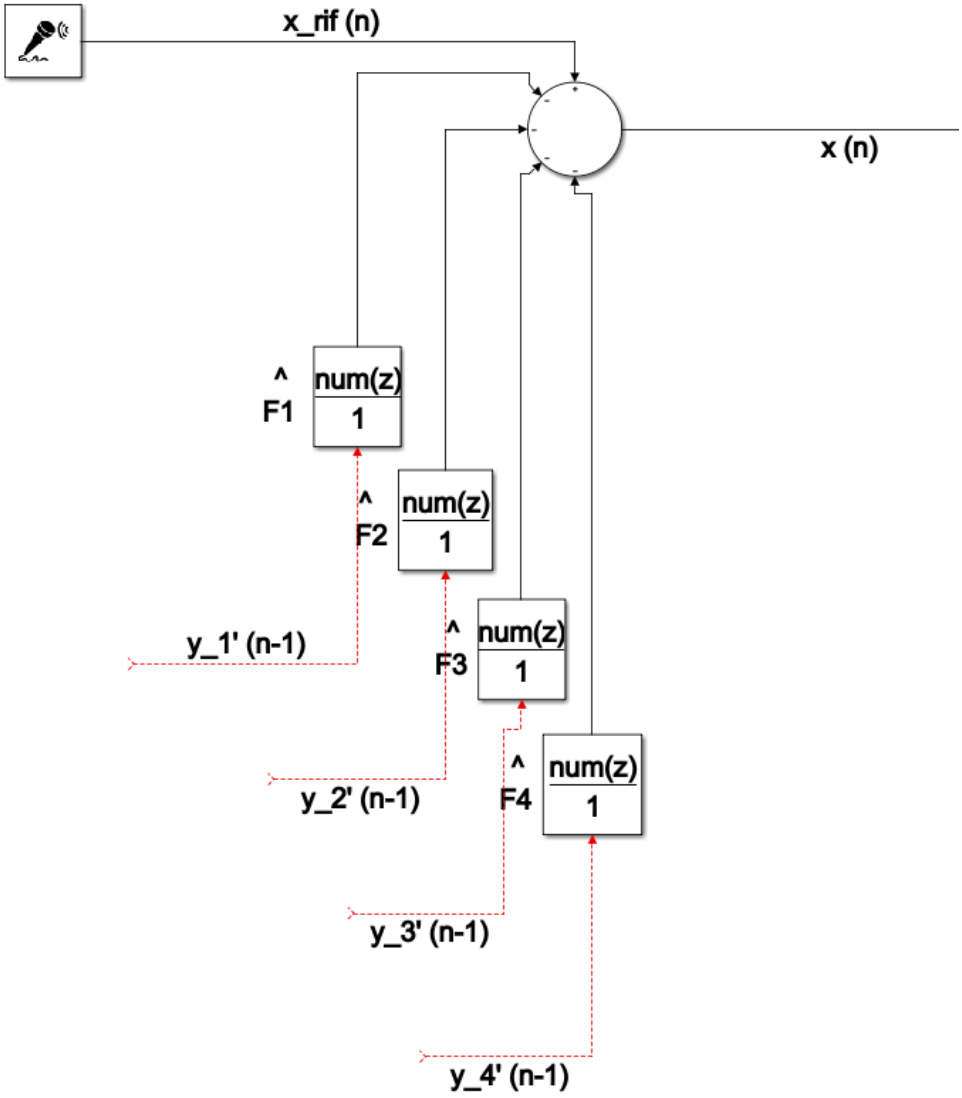 x_rif (n)
+
-
-
-
-
x (n)
^
F1
num(z)
1
^
F2
num(z)
1
y_1' (n-1)
^
F3
num(z)
1
y_2' (n-1)
^
F4
num(z)
1
y_3' (n-1)
y_4' (n-1)